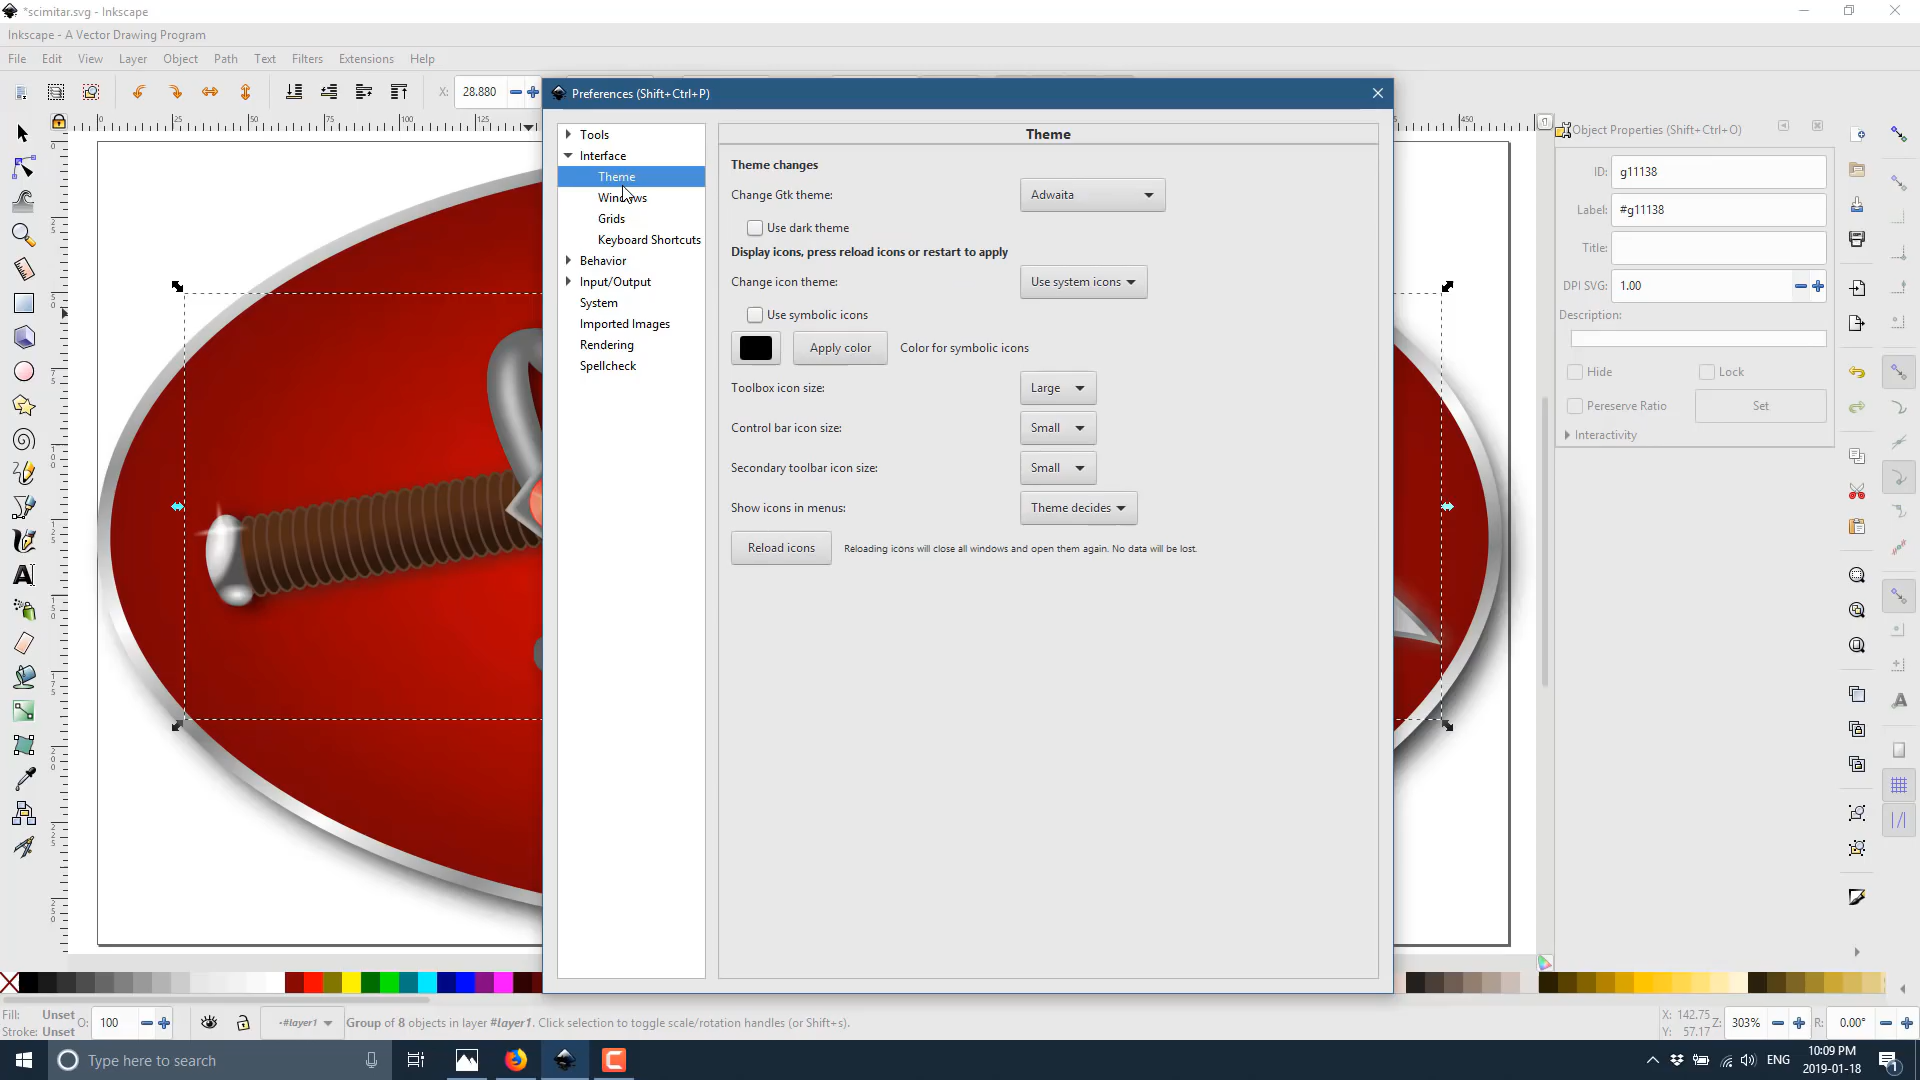 *scimitar.svg - Inkscape
Inkscape - A Vector Drawing Program
File Edit View Layer Object Path Text Filters Extensions Help
X: 28.880
Preferences (Shift+Ctrl+P)
Tools
Interface
Theme
Windows
Grids
Keyboard Shortcuts
Behavior
Input/Output
System
Imported Images
Rendering
Spellcheck
Theme
Theme changes
Change Gtk theme: Adwaita
Use dark theme
Display icons, press reload icons or restart to apply
Change icon theme: Use system icons
Use symbolic icons
Apply color Color for symbolic icons
Toolbox icon size: Large
Control bar icon size: Small
Secondary toolbar icon size: Small
Show icons in menus: Theme decides
Reload icons Reloading icons will close all windows and open them again. No data will be lost.
Object Properties (Shift+Ctrl+O)
ID: g11138
Label: #g11138
Title:
DPI SVG: 1.00
Description:
Hide Lock
Pereserve Ratio Set
Interactivity
Fill: Unset
Stroke: Unset
O: 100
•#layer1
Group of 8 objects in layer #layer1. Click selection to toggle scale/rotation handles (or Shift+s).
X: 142.75
Y: 57.17
Z: 303%
R: 0.00°
Type here to search
ENG
10:09 PM
2019-01-18
1